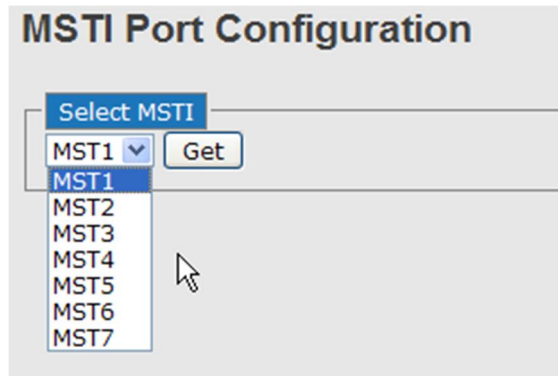 MSTI Port Configuration
Select MSTI
MST1 Get
MST1
MST2
MST3
MST4
MST5
MST6
MST7